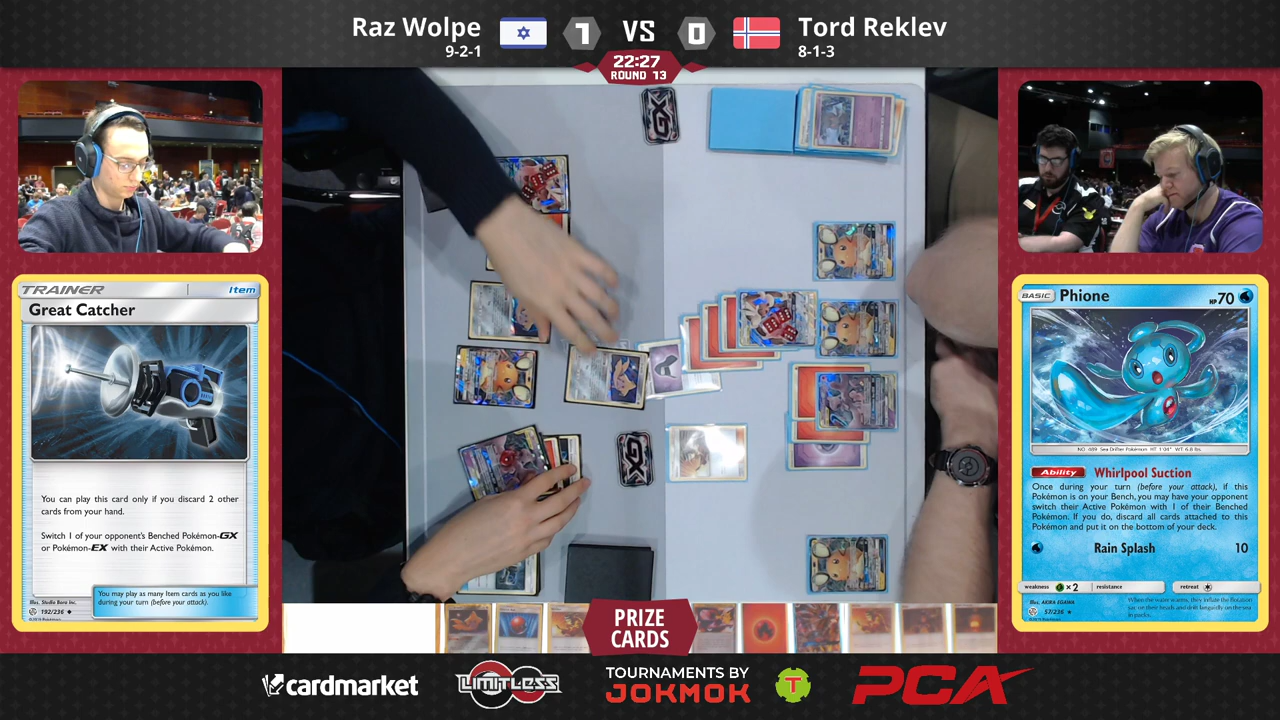 Raz Wolpe
9-2-1
1
VS
0
Tord Reklev
8-1-3
22:27
ROUND 13
GX
GX
TRAINER
Item
Great Catcher
You can play this card only if you discard 2 other
cards from your hand.
Switch 1 of your opponent's Benched Pokémon-GX
or Pokémon-EX with their Active Pokémon.
You may play as many Item cards as you like
during your turn (before your attack).
192/236
BASIC
Phione
HP70
Ability
Whirlpool Suction
Once during your turn (before your attack), if this
Pokémon is on your Bench, you may have your opponent
switch their Active Pokémon with 1 of their Benched
Pokémon. If you do, discard all cards attached to this
Pokémon and put it on the bottom of your deck.
Rain Splash
10
weakness
×2
resistance
retreat
57/236
PRIZE
CARDS
cardmarket
LIMITLESS
TOURNAMENTS BY
JOKMOK
T
PCA